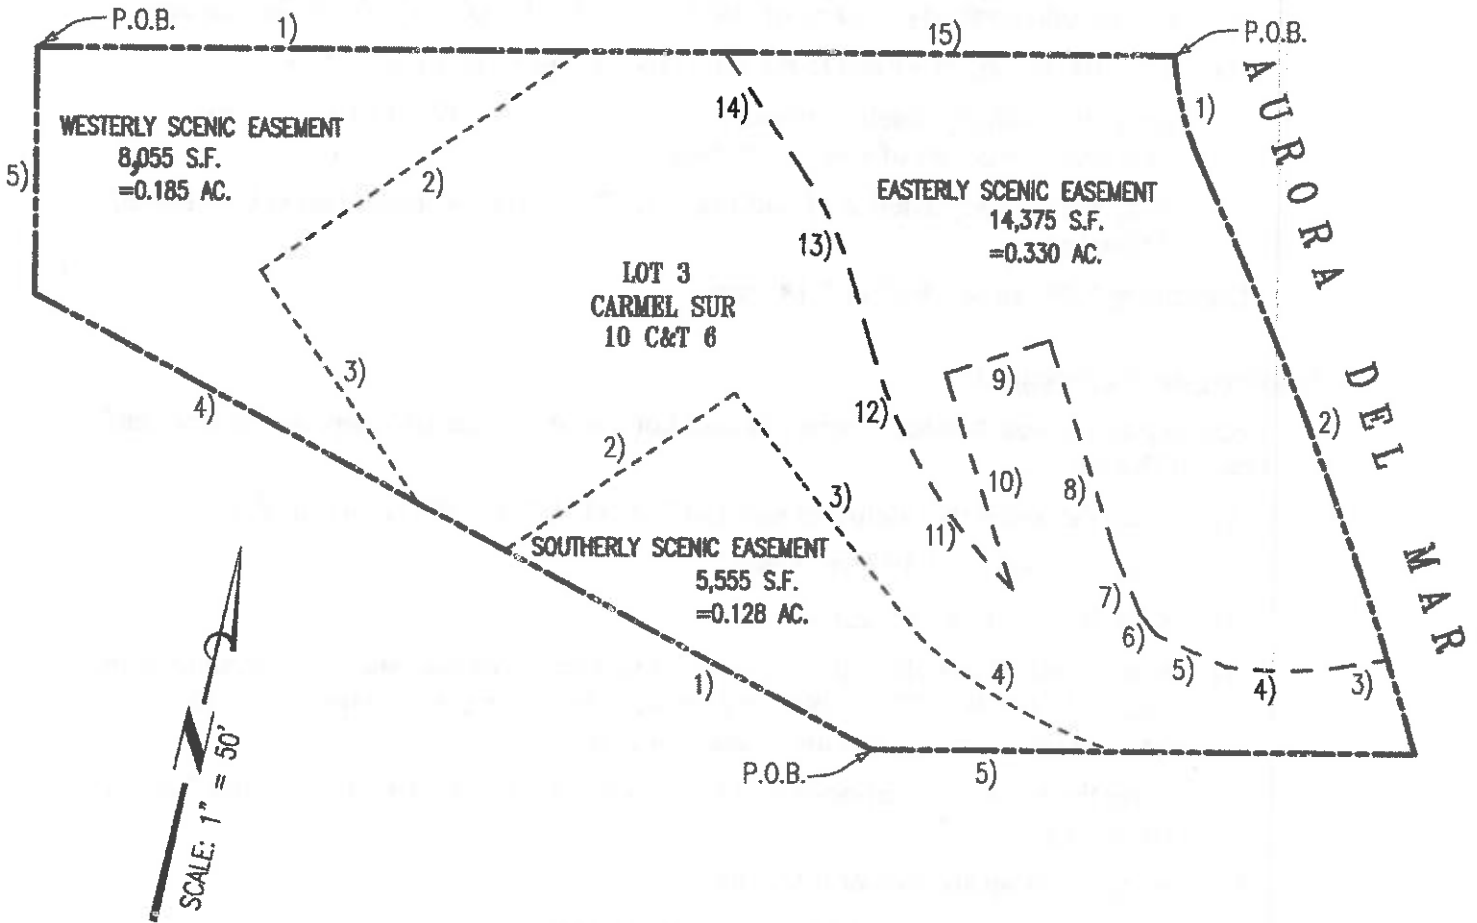 P.O.B.
1)
15)
P.O.B.
AURORA DEL MAR
WESTERLY SCENIC EASEMENT
8,055 S.F.
=0.185 AC.
5)
2)
3)
4)
14)
13)
12)
11)
10)
9)
8)
7)
6)
5)
4)
3)
2)
1)
EASTERLY SCENIC EASEMENT
14,375 S.F.
=0.330 AC.
LOT 3
CARMEL SUR
10 C&T 6
2)
3)
SOUTHERLY SCENIC EASEMENT
5,555 S.F.
=0.128 AC.
1)
4)
P.O.B.
5)
N
SCALE: 1" = 50'